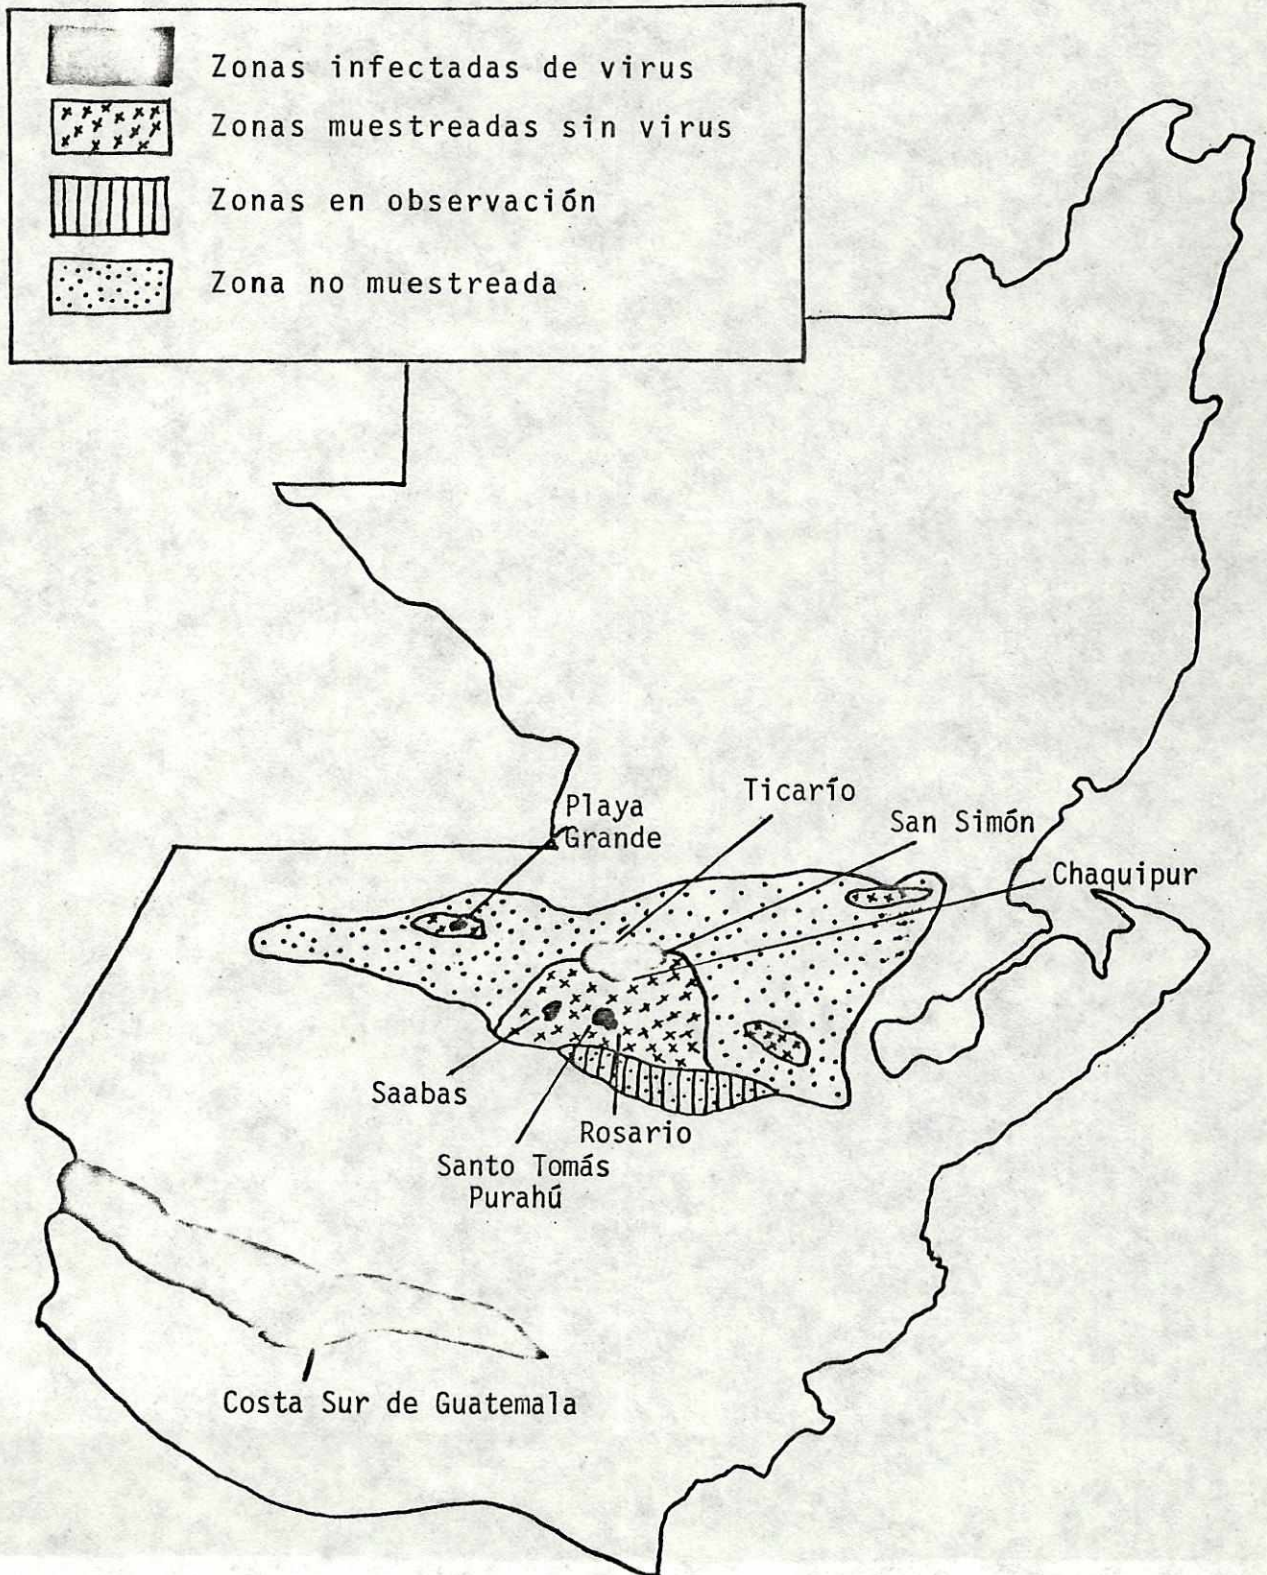 Zonas infectadas de virus
Zonas muestreadas sin virus
Zonas en observación
Zona no muestreada
Playa
Grande
Ticarío
San Simón
Chaquipur
Saabas
Rosario
Santo Tomás
Purahú
Costa Sur de Guatemala